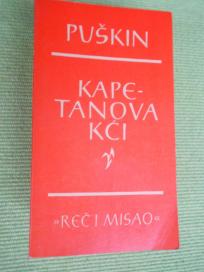 PUŠKIN
KAPE-
TANOVA
KĆI
»REČ I MISAO«